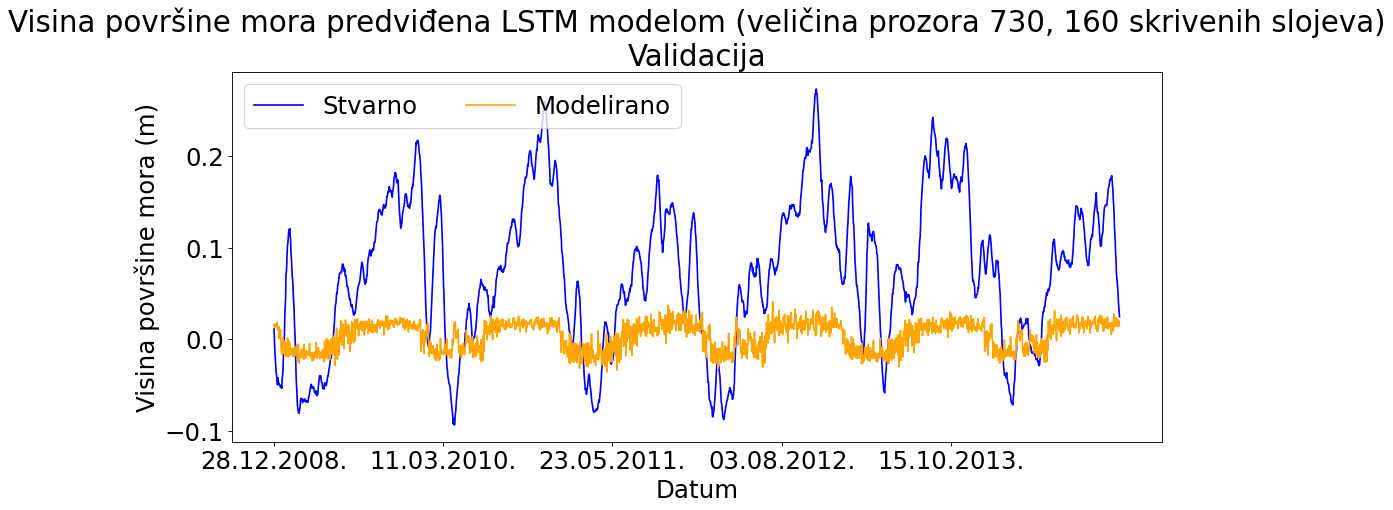 Visina površine mora predviđena LSTM modelom (veličina prozora 730, 160 skrivenih slojeva)
Validacija
Stvarno
Modelirano
Visina površine mora (m)
0.2
0.1
0.0
−0.1
28.12.2008.
11.03.2010.
23.05.2011.
03.08.2012.
15.10.2013.
Datum